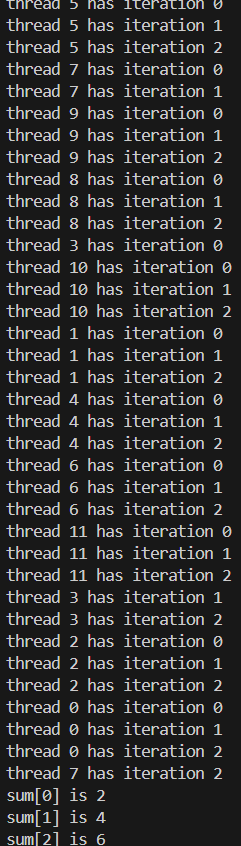 thread 5 has iteration 0
thread 5 has iteration 1
thread 5 has iteration 2
thread 7 has iteration 0
thread 7 has iteration 1
thread 9 has iteration 0
thread 9 has iteration 1
thread 9 has iteration 2
thread 8 has iteration 0
thread 8 has iteration 1
thread 8 has iteration 2
thread 3 has iteration 0
thread 10 has iteration 0
thread 10 has iteration 1
thread 10 has iteration 2
thread 1 has iteration 0
thread 1 has iteration 1
thread 1 has iteration 2
thread 4 has iteration 0
thread 4 has iteration 1
thread 4 has iteration 2
thread 6 has iteration 0
thread 6 has iteration 1
thread 6 has iteration 2
thread 11 has iteration 0
thread 11 has iteration 1
thread 11 has iteration 2
thread 3 has iteration 1
thread 3 has iteration 2
thread 2 has iteration 0
thread 2 has iteration 1
thread 2 has iteration 2
thread 0 has iteration 0
thread 0 has iteration 1
thread 0 has iteration 2
thread 7 has iteration 2
sum[0] is 2
sum[1] is 4
sum[2] is 6